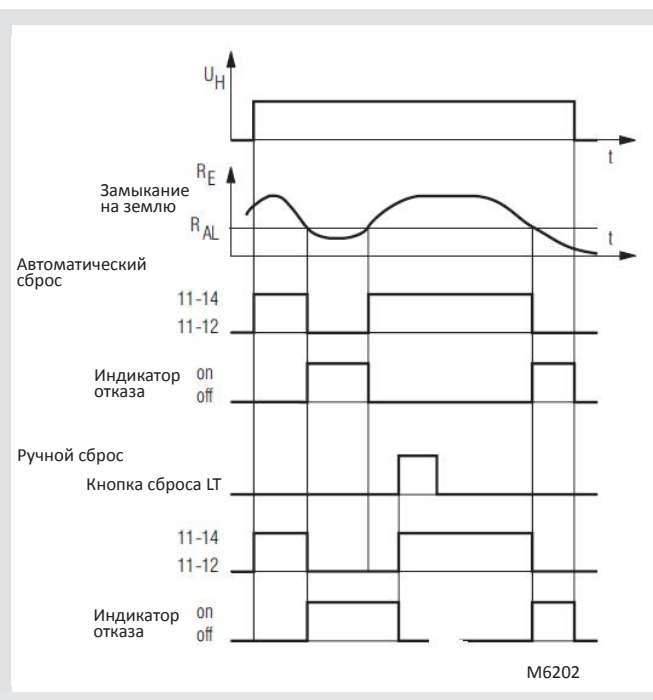 U_H
t
R_E
Замыкание
на землю
R_AL
t
Автоматический
сброс
11-14
11-12
Индикатор on
отказа off
Ручной сброс
Кнопка сброса LT
11-14
11-12
Индикатор on
отказа off
M6202